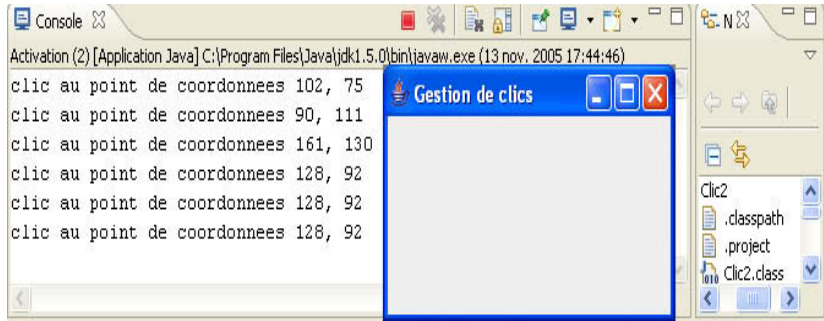 Console
Activation (2) [Application Java] C:\Program Files\Java\jdk1.5.0\bin\javaw.exe (13 nov. 2005 17:44:46)
clic au point de coordonnees 102, 75
clic au point de coordonnees 90, 111
clic au point de coordonnees 161, 130
clic au point de coordonnees 128, 92
clic au point de coordonnees 128, 92
clic au point de coordonnees 128, 92
Gestion de clics
N
Clic2
.classpath
.project
Clic2.class